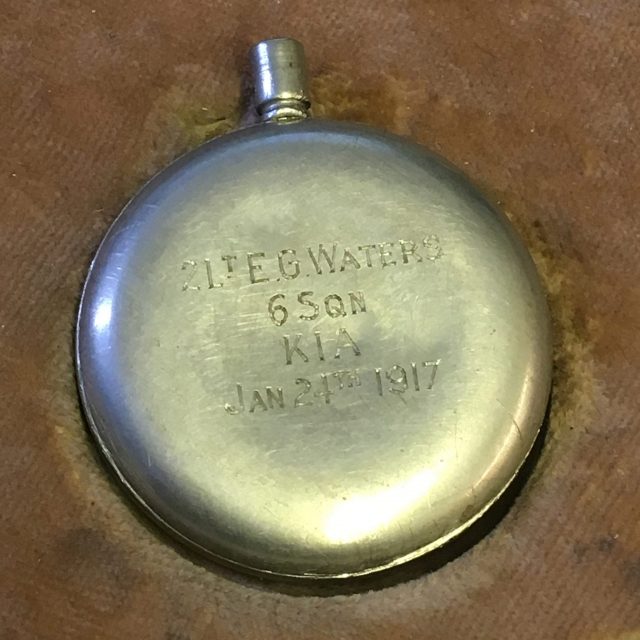 2LT E.G. WATERS
6 SQN
KIA
JAN 24TH 1917